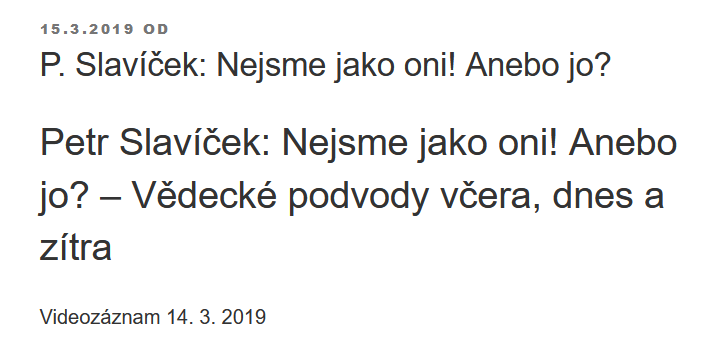 15.3.2019 OD
P. Slavíček: Nejsme jako oni! Anebo jo?
Petr Slavíček: Nejsme jako oni! Anebo
jo? – Vědecké podvody včera, dnes a
zítra
Videozáznam 14. 3. 2019